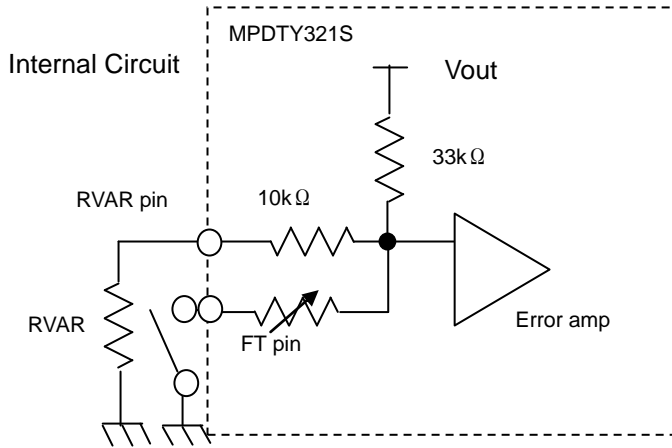 MPDTY321S
Internal Circuit
Vout
33kΩ
10kΩ
RVAR pin
RVAR
FT pin
Error amp